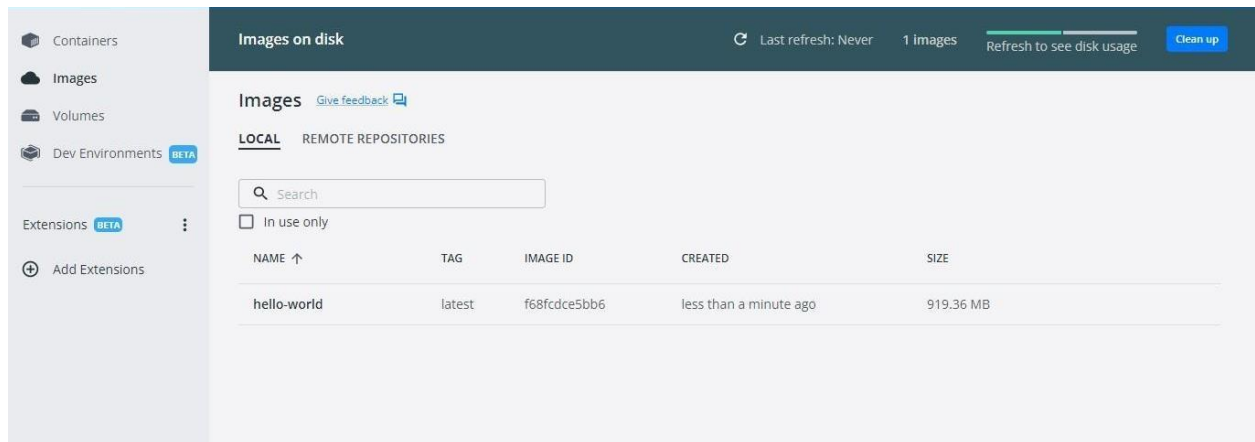 Containers
Images
Volumes
Dev Environments BETA
Extensions BETA
Add Extensions
Images on disk
Last refresh: Never
1 images
Refresh to see disk usage
Clean up
Images Give feedback
LOCAL REMOTE REPOSITORIES
Search
In use only
NAME TAG IMAGE ID CREATED SIZE
hello-world latest f68fcdce5bb6 less than a minute ago 919.36 MB